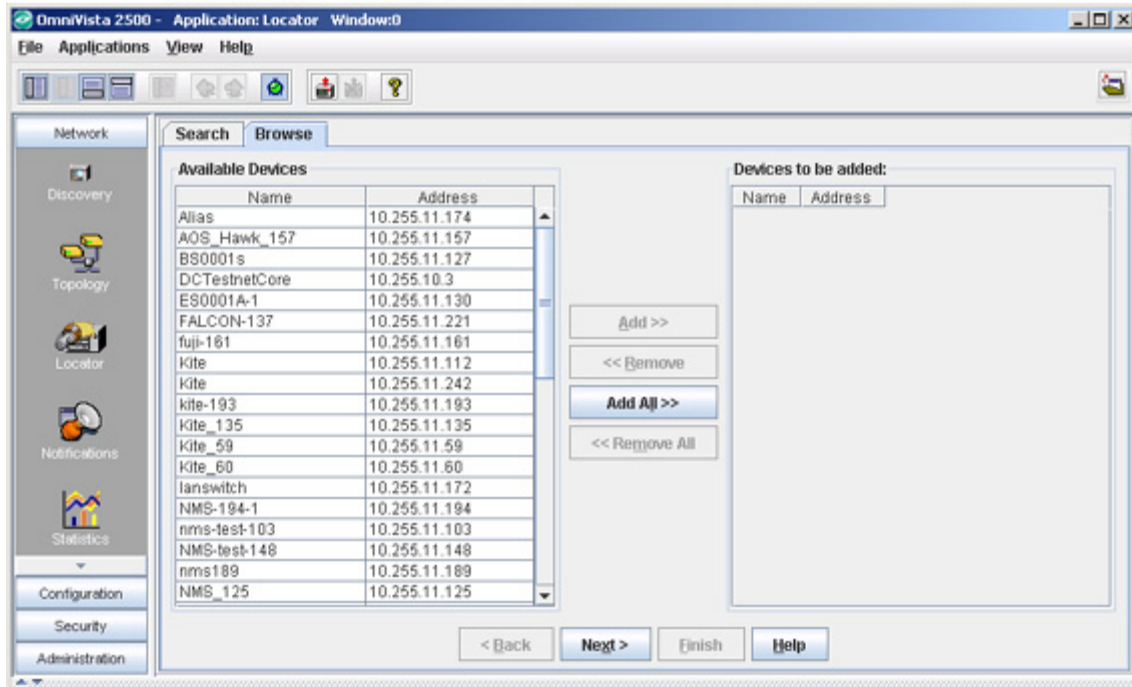 OmniVista 2500 - Application: Locator Window:0
File Applications View Help
Network
Discovery
Topology
Locator
Notifications
Statistics
Configuration
Security
Administration
Search Browse
Available Devices
Name Address
Alias 10.255.11.174
AOS_Hawk_157 10.255.11.157
BS0001s 10.255.11.127
DCTestnetCore 10.255.10.3
ES0001A-1 10.255.11.130
FALCON-137 10.255.11.221
fuji-161 10.255.11.161
Kite 10.255.11.112
Kite 10.255.11.242
kite-193 10.255.11.193
Kite_135 10.255.11.135
Kite_59 10.255.11.59
Kite_60 10.255.11.60
lanswitch 10.255.11.172
NMS-194-1 10.255.11.194
nms-test-103 10.255.11.103
NMS-test-148 10.255.11.148
nms189 10.255.11.189
NMS_125 10.255.11.125
Add >>
<< Remove
Add All >>
<< Remove All
Devices to be added:
Name Address
< Back Next > Finish Help